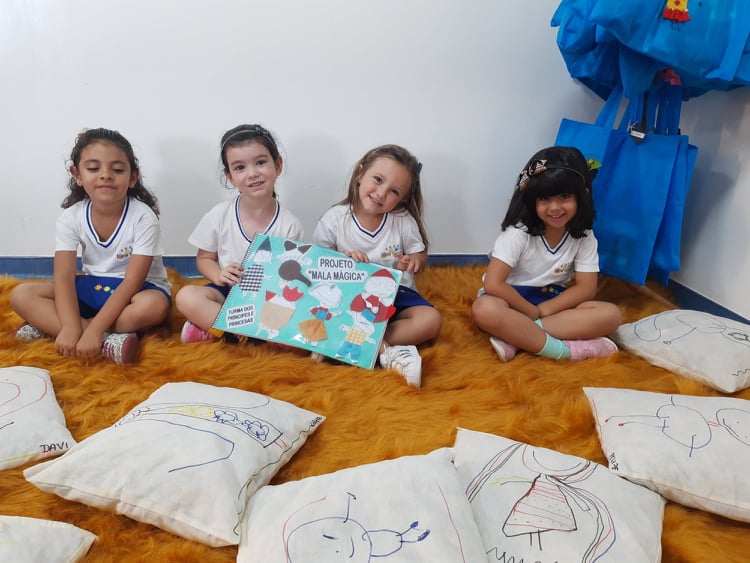 PROJETO
"MALA MÁGICA"
TURMA DOS
PRÍNCIPES E
PRINCESAS
DAVI